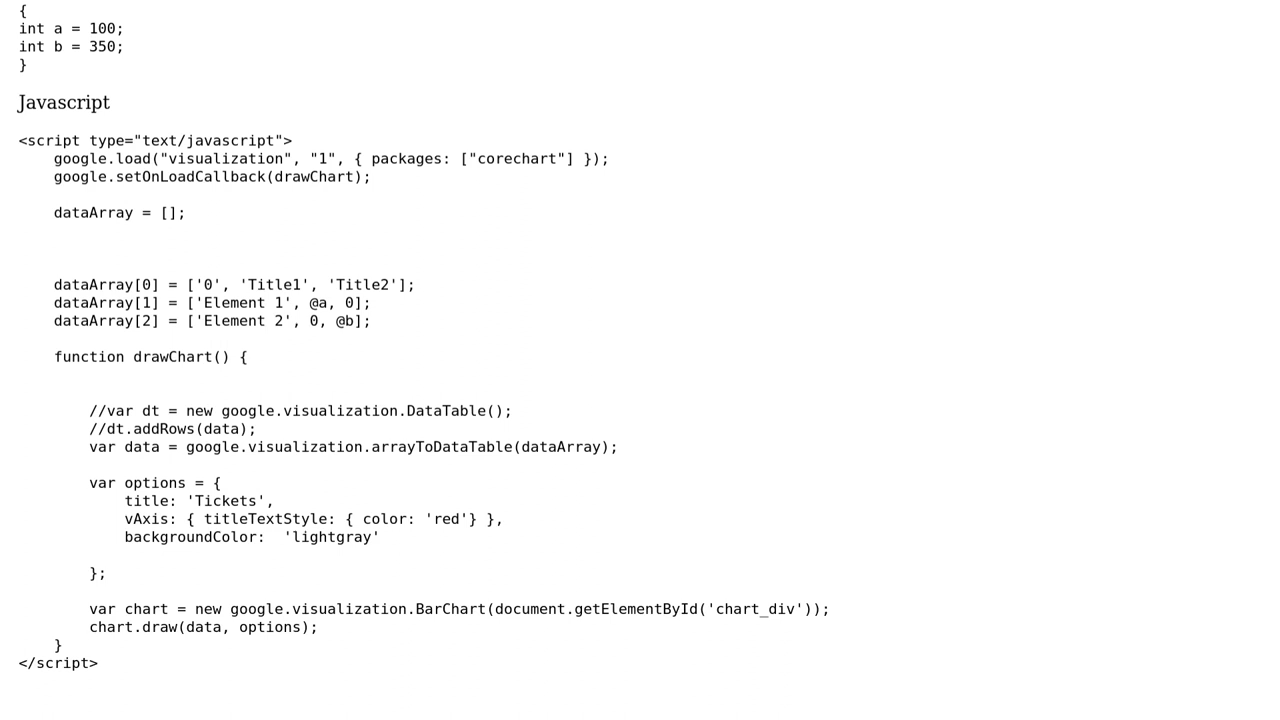 {
int a = 100;
int b = 350;
}
Javascript
<script type="text/javascript">
    google.load("visualization", "1", { packages: ["corechart"] });
    google.setOnLoadCallback(drawChart);

    dataArray = [];



    dataArray[0] = ['0', 'Title1', 'Title2'];
    dataArray[1] = ['Element 1', @a, 0];
    dataArray[2] = ['Element 2', 0, @b];

    function drawChart() {


        //var dt = new google.visualization.DataTable();
        //dt.addRows(data);
        var data = google.visualization.arrayToDataTable(dataArray);

        var options = {
            title: 'Tickets',
            vAxis: { titleTextStyle: { color: 'red'} },
            backgroundColor:  'lightgray'

        };

        var chart = new google.visualization.BarChart(document.getElementById('chart_div'));
        chart.draw(data, options);
    }
</script>